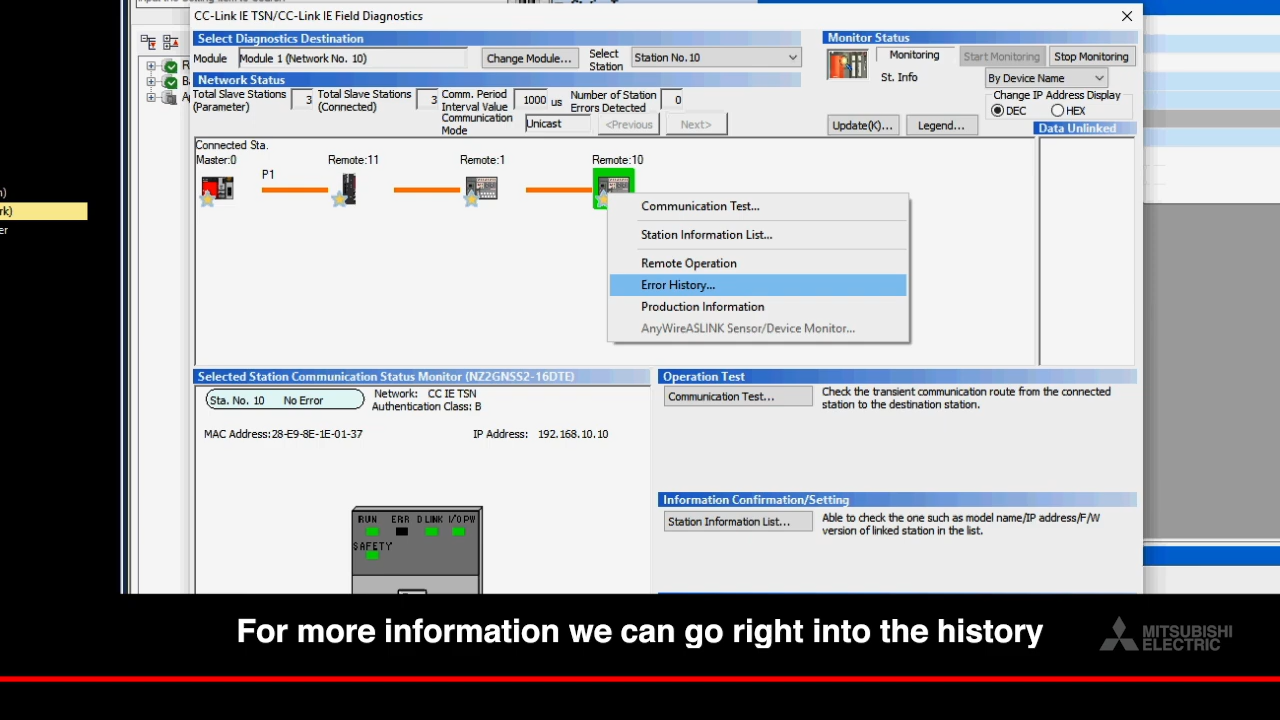 CC-Link IE TSN/CC-Link IE Field Diagnostics
Select Diagnostics Destination
Module Module 1 (Network No. 10) Change Module... Select Station Station No.10
Monitor Status
Monitoring Start Monitoring Stop Monitoring
St. Info By Device Name
Change IP Address Display
DEC HEX
Network Status
Total Slave Stations (Parameter) 3 Total Slave Stations (Connected) 3 Comm. Period Interval Value 1000 us Number of Station Errors Detected 0
Communication Mode Unicast <Previous Next>
Update(K)... Legend...
Data Unlinked
Connected Sta.
Master:0 Remote:11 Remote:1 Remote:10
P1
Communication Test...
Station Information List...
Remote Operation
Error History...
Production Information
AnyWireASLINK Sensor/Device Monitor...
k)
er
Selected Station Communication Status Monitor (NZ2GNSS2-16DTE)
Sta. No. 10 No Error
Network: CC IE TSN
Authentication Class: B
MAC Address:28-E9-8E-1E-01-37 IP Address: 192.168.10.10
RUN ERR D LINK I/O PW
SAFETY
Operation Test
Communication Test...
Check the transient communication route from the connected
station to the destination station.
Information Confirmation/Setting
Station Information List...
Able to check the one such as model name/IP address/F/W
version of linked station in the list.
For more information we can go right into the history
MITSUBISHI
ELECTRIC